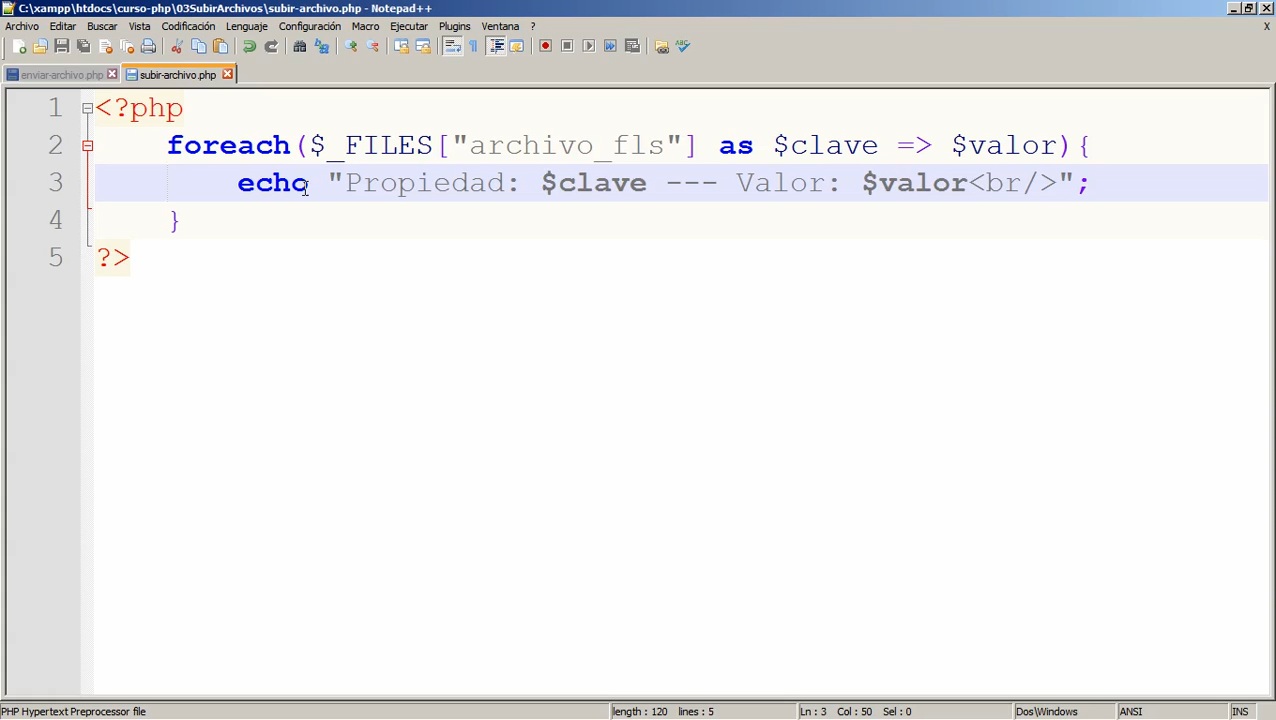 C:\xampp\htdocs\curso-php\03SubirArchivos\subir-archivo.php - Notepad++
Archivo Editar Buscar Vista Codificación Lenguaje Configuración Macro Ejecutar Plugins Ventana ? X
enviar-archivo.php subir-archivo.php
1 <?php
2 foreach($_FILES["archivo_fls"] as $clave => $valor){
3 echo "Propiedad: $clave --- Valor: $valor<br/>";
4 }
5 ?>
PHP Hypertext Preprocessor file length : 120 lines : 5 Ln : 3 Col : 50 Sel : 0 Dos\Windows ANSI INS